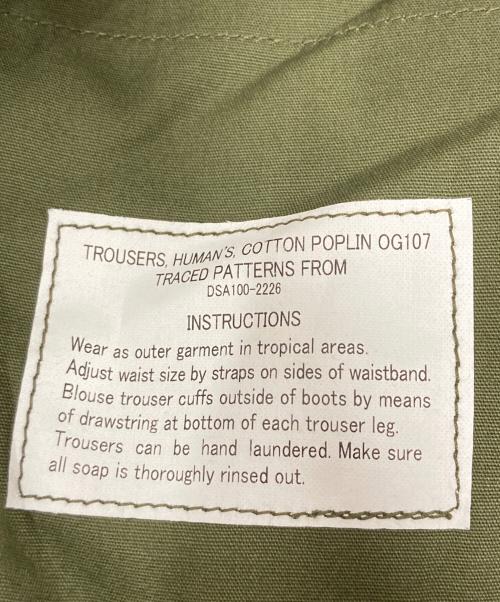 TROUSERS, HUMAN'S, COTTON POPLIN OG107
TRACED PATTERNS FROM
DSA100-2226
INSTRUCTIONS
Wear as outer garment in tropical areas.
Adjust waist size by straps on sides of waistband.
Blouse trouser cuffs outside of boots by means
of drawstring at bottom of each trouser leg.
Trousers can be hand laundered. Make sure
all soap is thoroughly rinsed out.